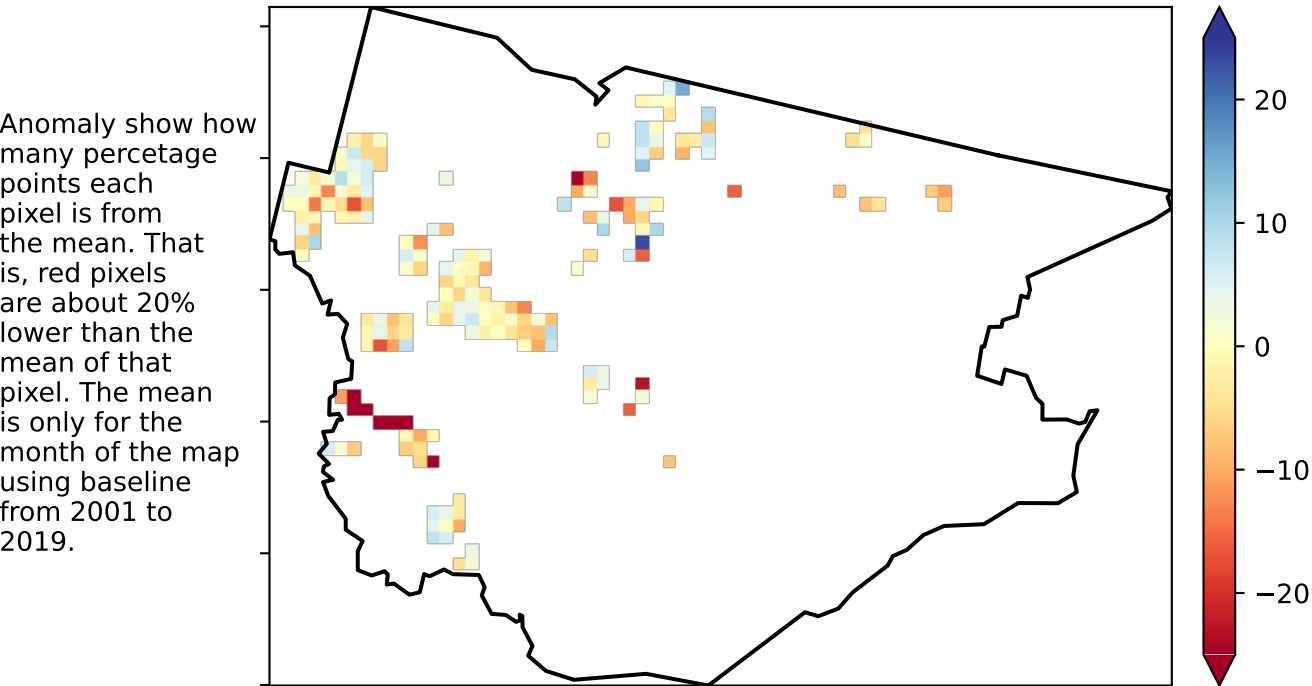 Anomaly show how
many percetage
points each
pixel is from
the mean. That
is, red pixels
are about 20%
lower than the
mean of that
pixel. The mean
is only for the
month of the map
using baseline
from 2001 to
2019.
20
10
0
−10
−20